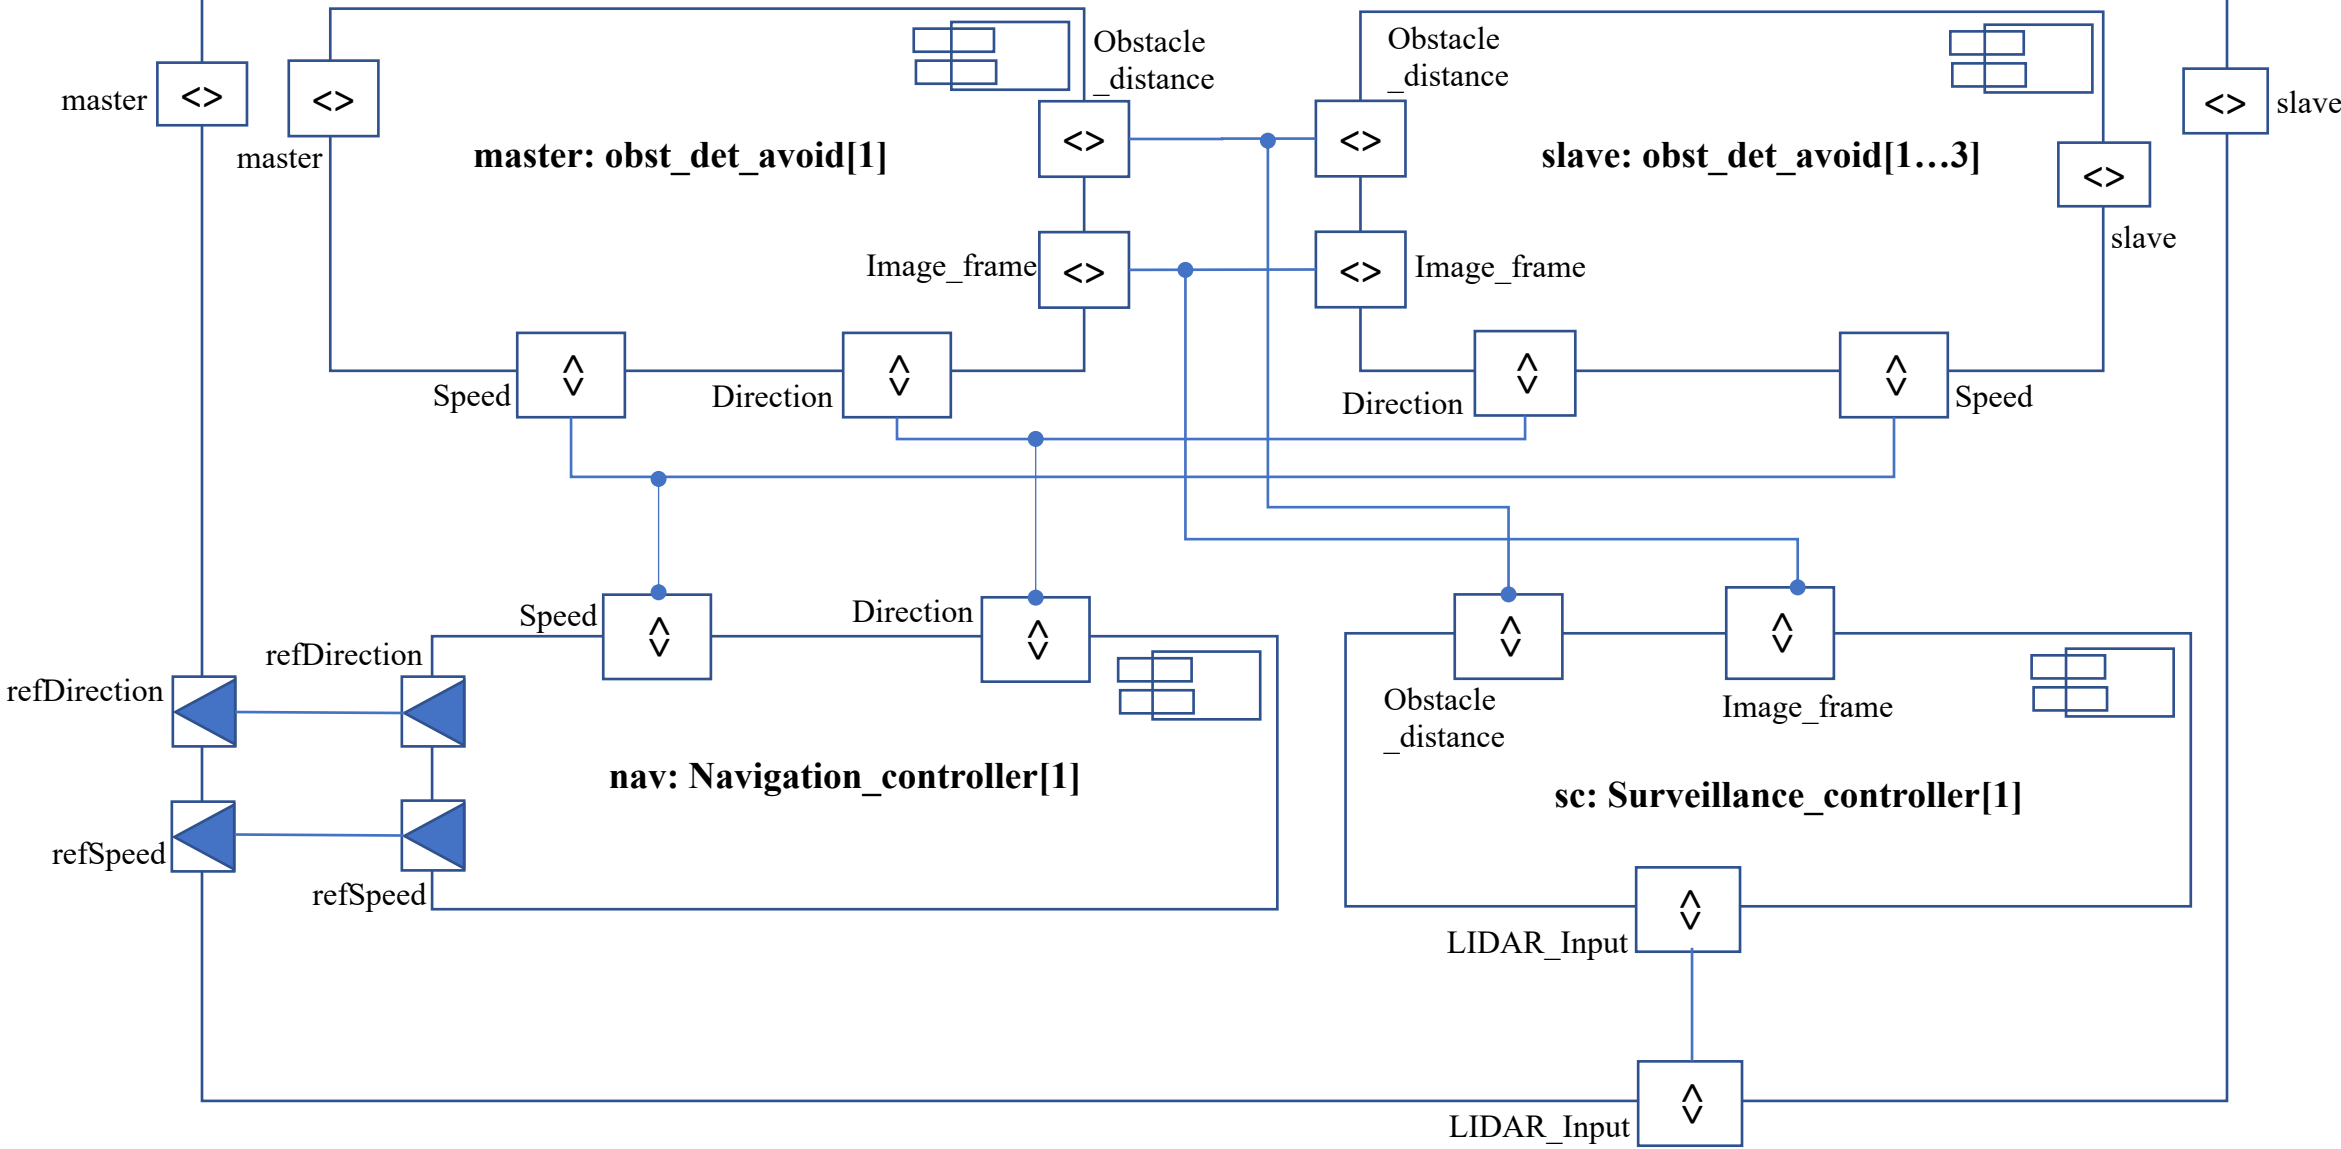 Obstacle
_distance
Obstacle
_distance
master
<>
<>
master
<>
<>
<>
slave
master: obst_det_avoid[1]
slave: obst_det_avoid[1…3]
<>
slave
Image_frame
<>
<>
Image_frame
<>
<>
<>
<>
Speed
Direction
Direction
Speed
Speed
<>
Direction
<>
<>
<>
refDirection
refDirection
Obstacle
_distance
Image_frame
nav: Navigation_controller[1]
sc: Surveillance_controller[1]
refSpeed
refSpeed
<>
LIDAR_Input
<>
LIDAR_Input